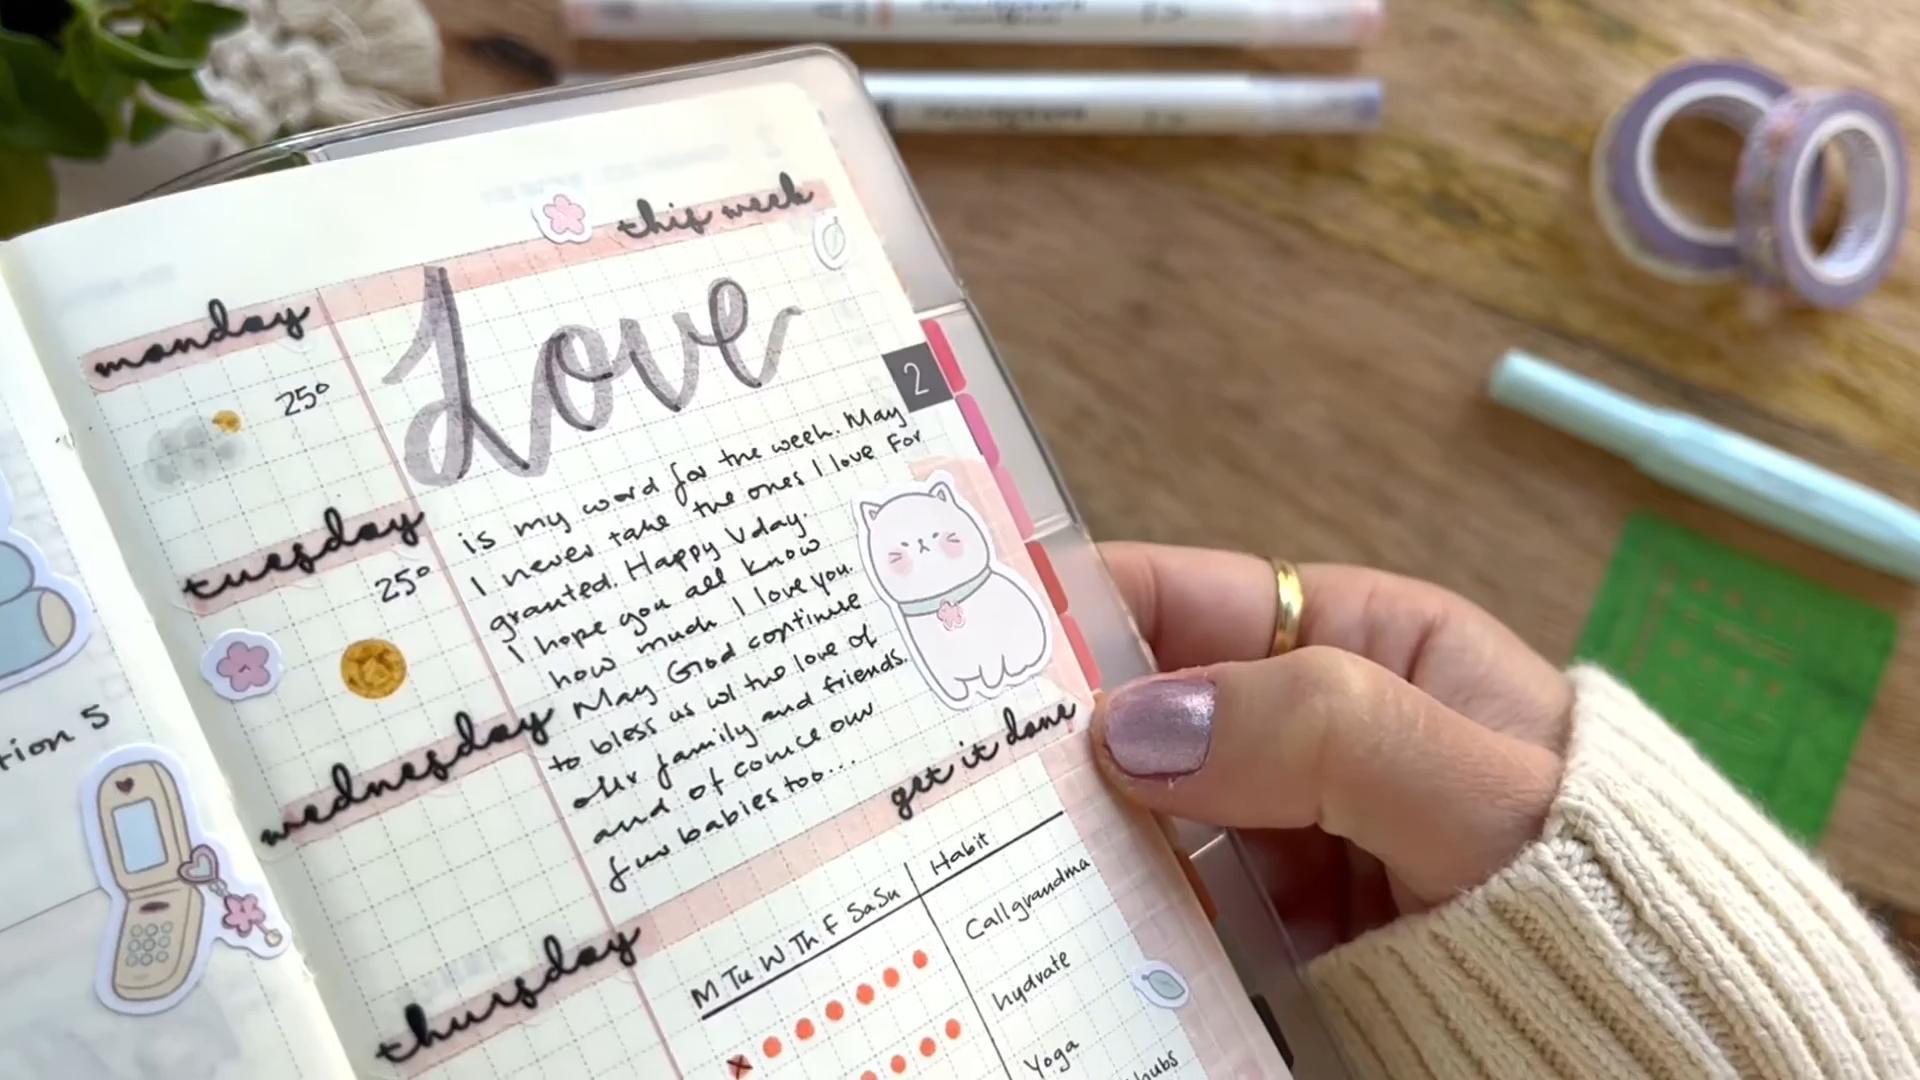 this week
Love
monday
25°
2
is my word for the week. May
I never take the ones I love for
granted. Happy Vday.
I hope you all know
how much I love you.
May God continue
to bless us w/ the love of
our family and friends.
and of cource our
fur babies too...
tuesday
25°
wednesday
tion 5
get it done
thursday
M Tu W Th F Sa Su
Habit
Call grandma
hydrate
Yoga
hubs